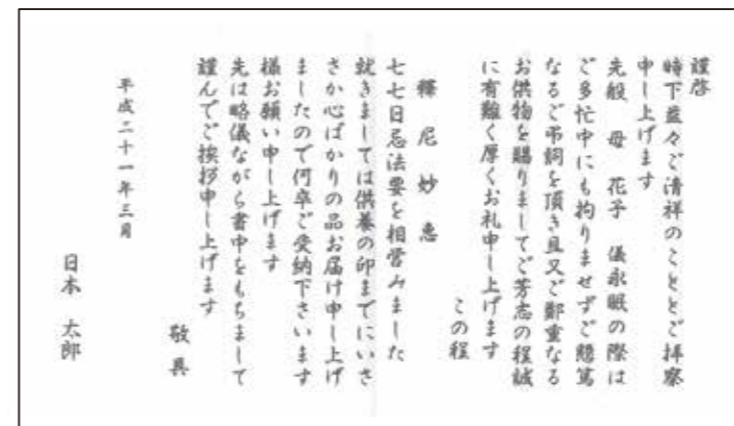 謹啓
時下益々ご清祥のこととご拝察
申し上げます
先般 母 花子 儀永眠の際は
ご多忙中にも拘りませずご懇篤
なるご弔詞を頂き且又ご鄭重なる
お供物を賜りましてご芳志の程誠
に有難く厚くお礼申し上げます
この程
釋尼妙恵
七七日忌法要を相営みました
就きましては供養の印までにいさ
さか心ばかりの品お届け申し上げ
ましたので何卒ご受納下さいます
様お願い申し上げます
先は略儀ながら書中をもちまして
謹んでご挨拶申し上げます
敬具
平成二十一年三月
日本 太郎